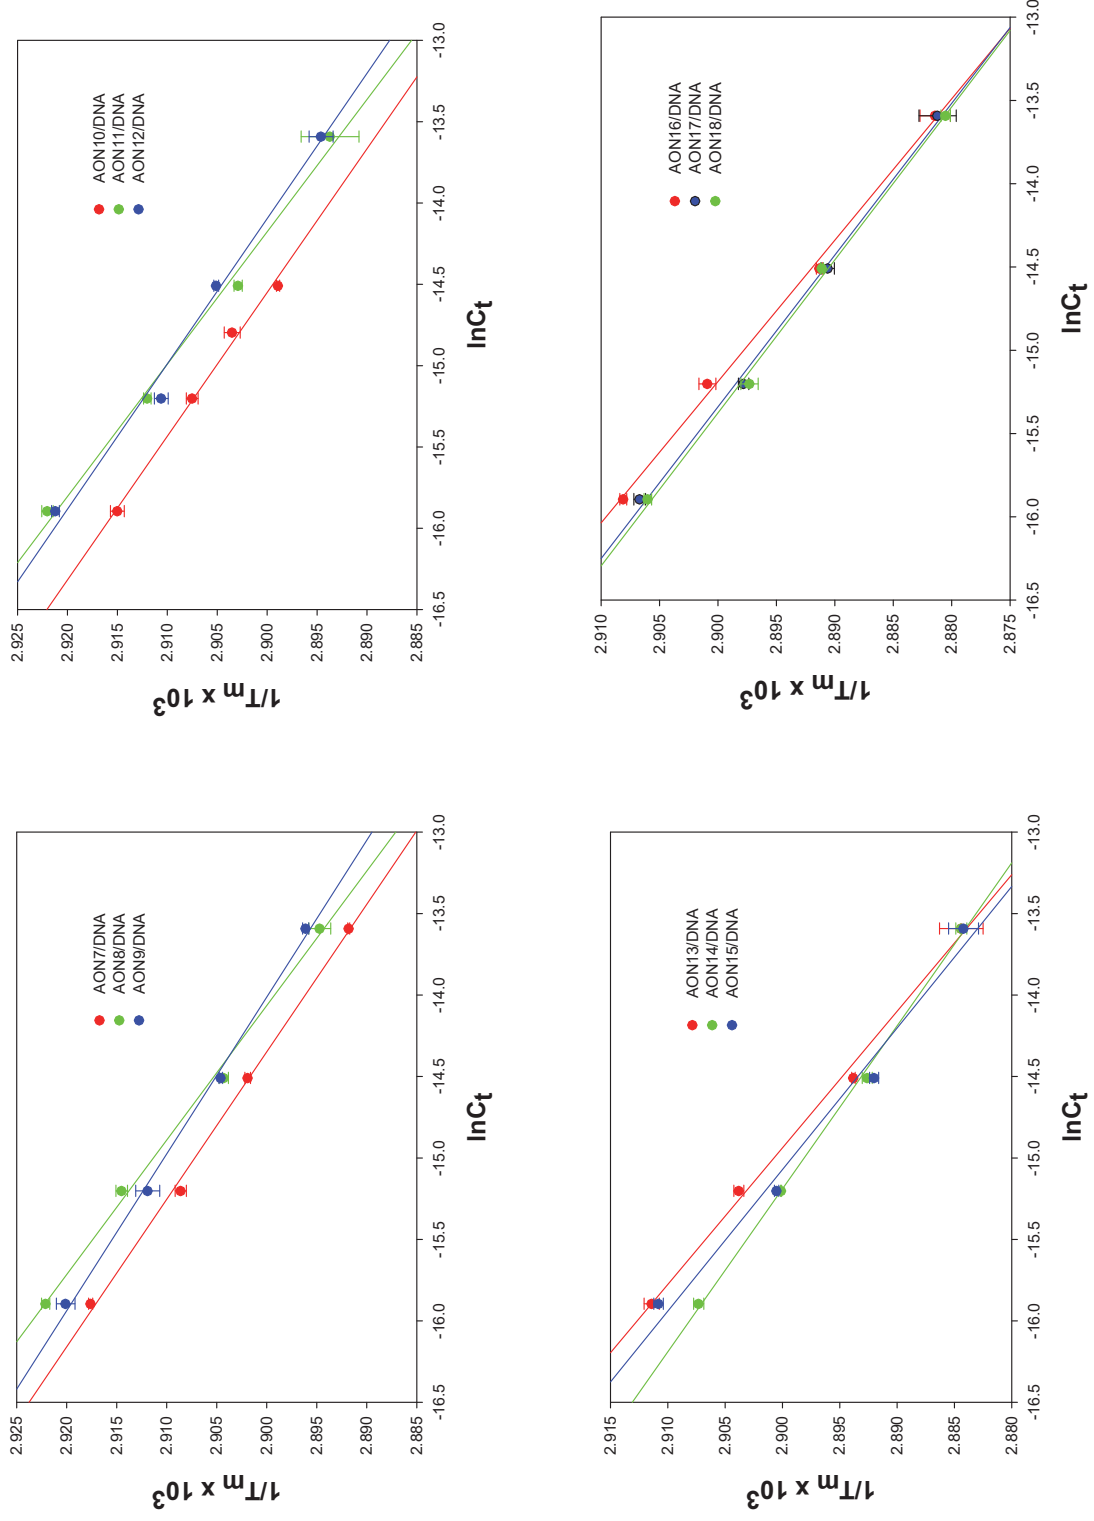 1/Tm x 10³
2.925
2.920
2.915
2.910
2.905
2.900
2.895
2.890
2.885
AON7/DNA
AON8/DNA
AON9/DNA
-16.5 -16.0 -15.5 -15.0 -14.5 -14.0 -13.5 -13.0
lnCt
1/Tm x 10³
2.925
2.920
2.915
2.910
2.905
2.900
2.895
2.890
2.885
AON10/DNA
AON11/DNA
AON12/DNA
-16.5 -16.0 -15.5 -15.0 -14.5 -14.0 -13.5 -13.0
lnCt
1/Tm x 10³
2.915
2.910
2.905
2.900
2.895
2.890
2.885
2.880
AON13/DNA
AON14/DNA
AON15/DNA
-16.5 -16.0 -15.5 -15.0 -14.5 -14.0 -13.5 -13.0
lnCt
1/Tm x 10³
2.910
2.905
2.900
2.895
2.890
2.885
2.880
2.875
AON16/DNA
AON17/DNA
AON18/DNA
-16.5 -16.0 -15.5 -15.0 -14.5 -14.0 -13.5 -13.0
lnCt